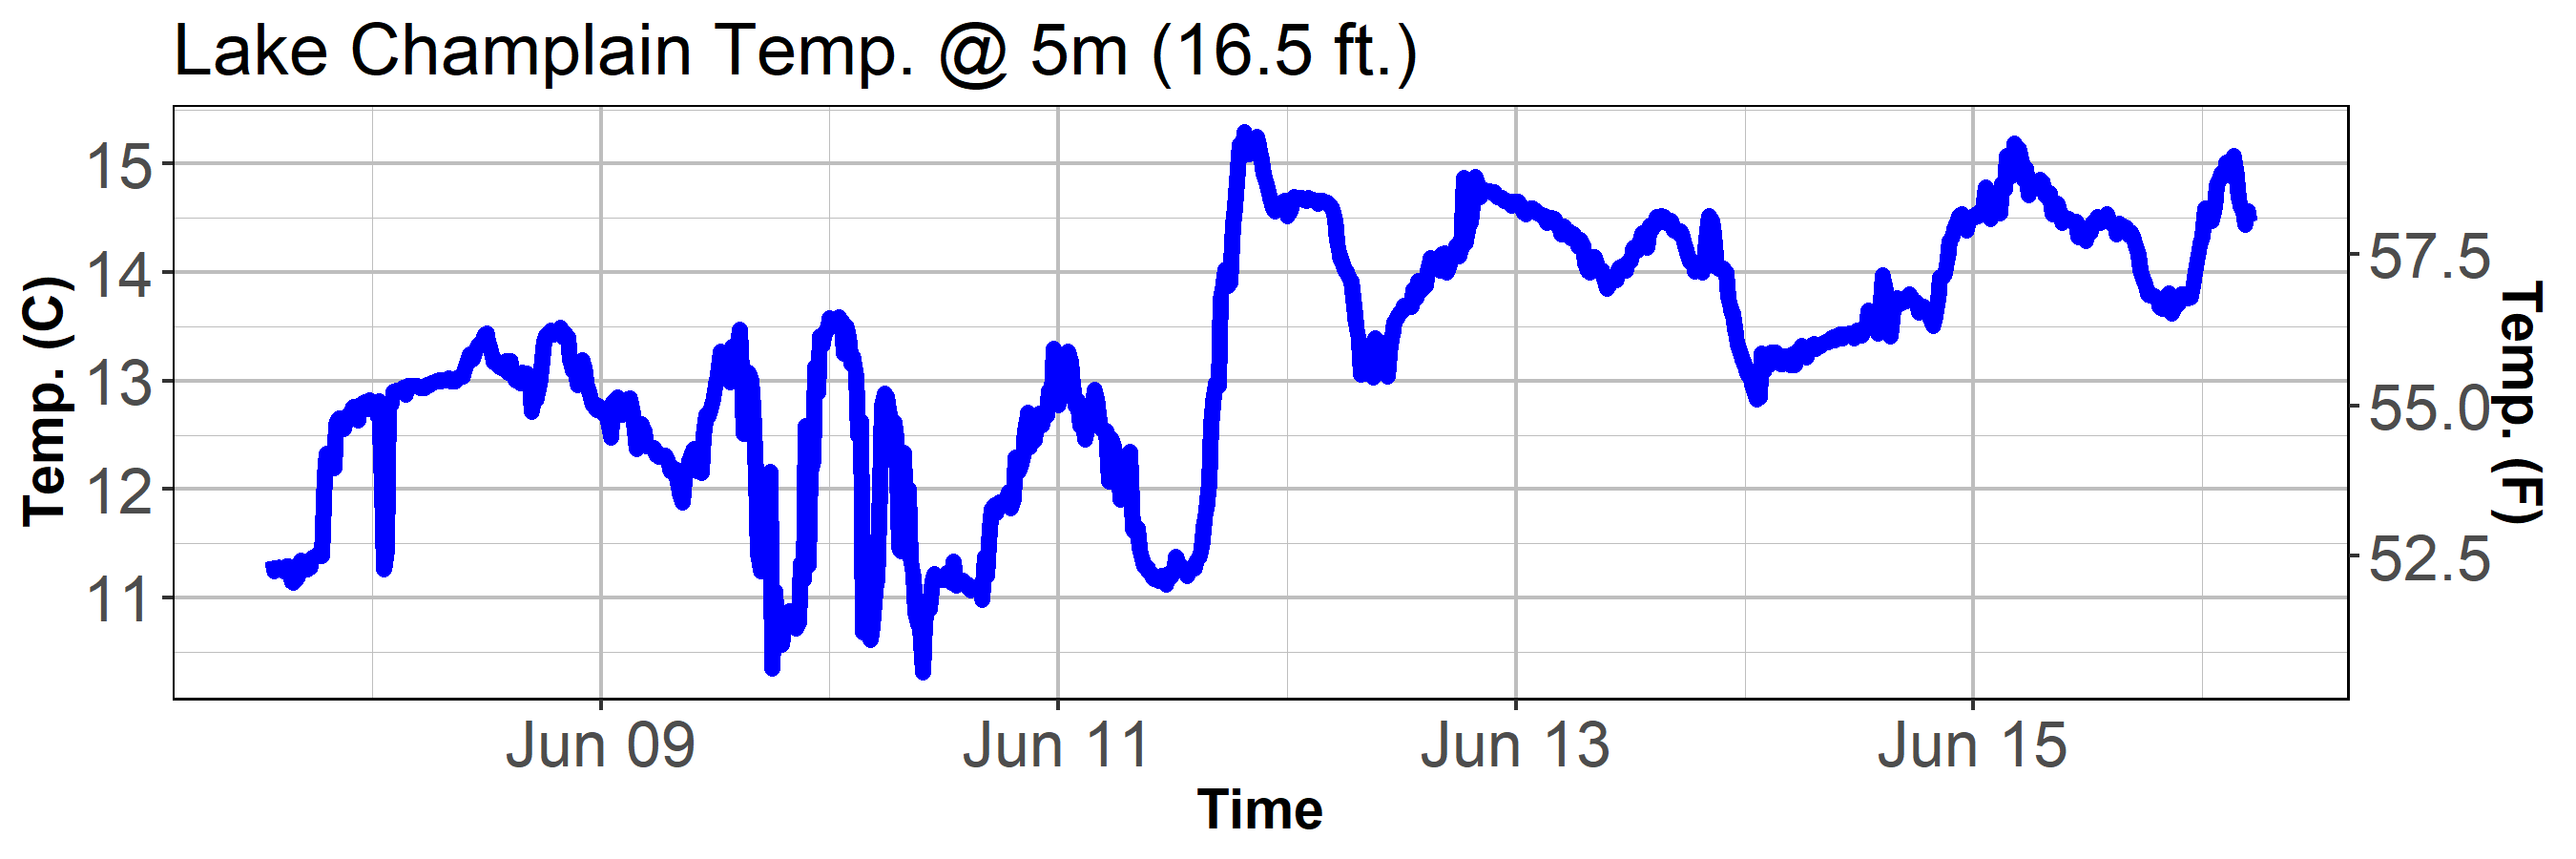 Lake Champlain Temp. @ 5m (16.5 ft.)
Temp. (C)
15
14
13
12
11
57.5
55.0
52.5
Temp. (F)
Jun 09
Jun 11
Jun 13
Jun 15
Time